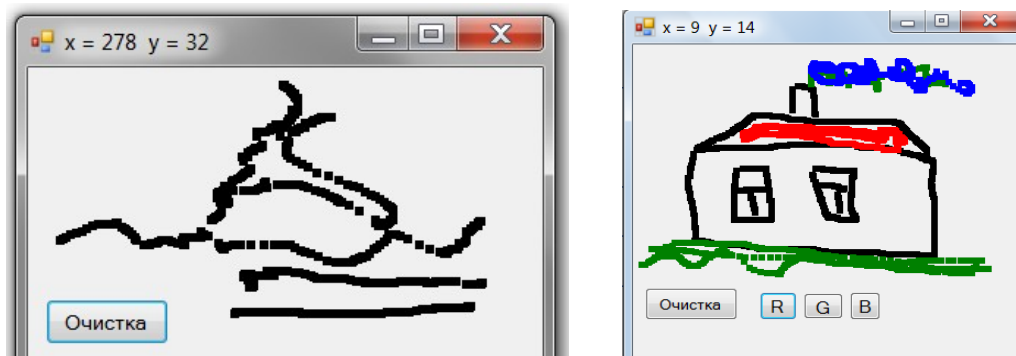 x = 278 y = 32
Очистка
x = 9 y = 14
Очистка R G B